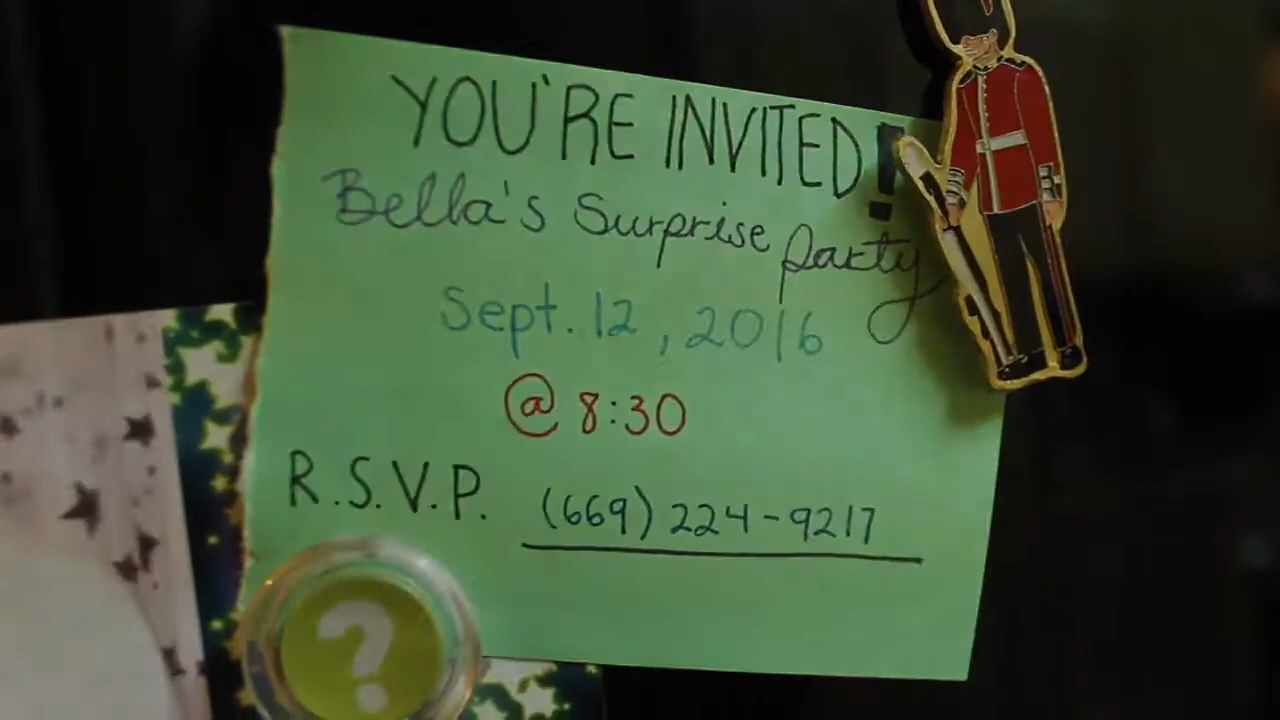 YOU'RE INVITED!
Bella's Surprise Party
Sept. 12, 2016
@ 8:30
R.S.V.P. (669) 224-9217
?